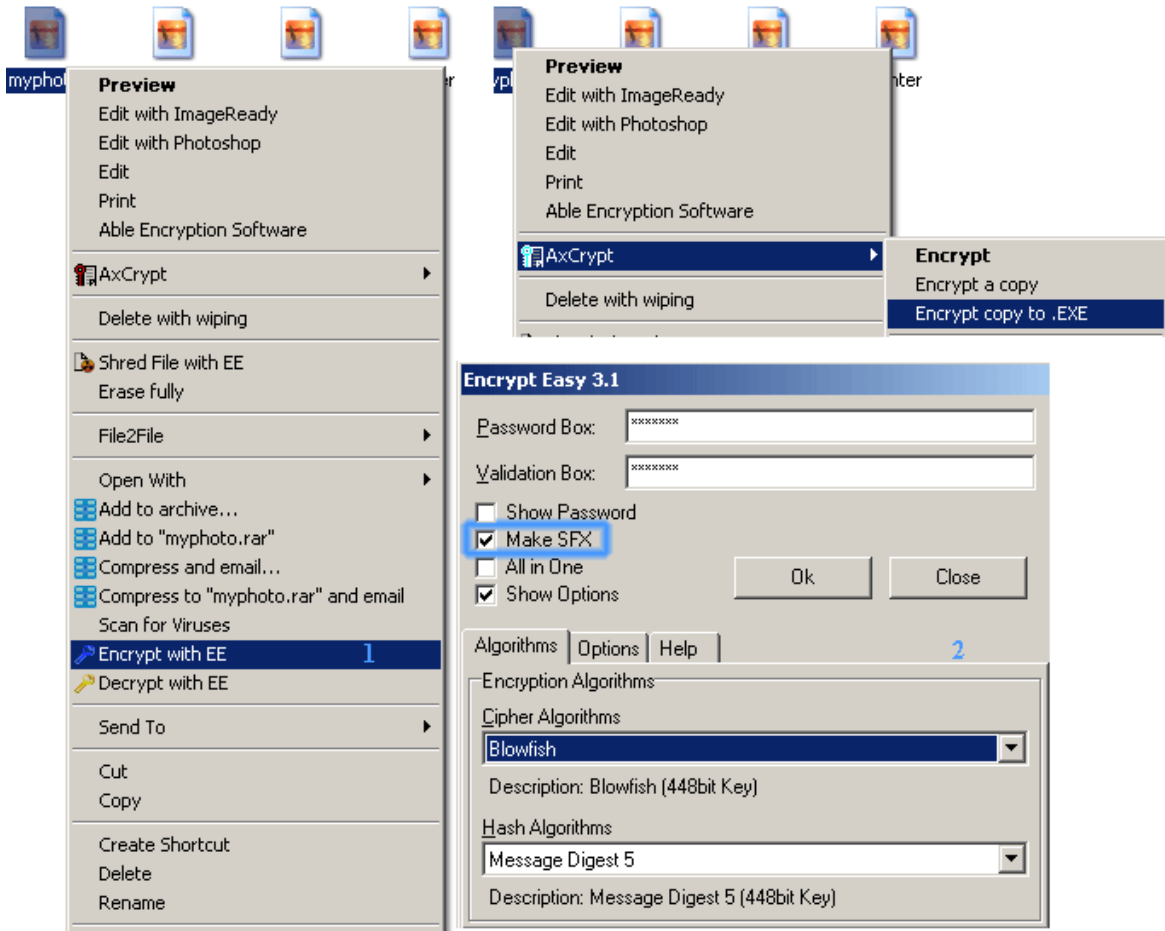 Preview
Edit with ImageReady
Edit with Photoshop
Edit
Print
Able Encryption Software
AxCrypt
Delete with wiping
Shred File with EE
Erase fully
File2File
Open With
Add to archive...
Add to "myphoto.rar"
Compress and email...
Compress to "myphoto.rar" and email
Scan for Viruses
Encrypt with EE 1
Decrypt with EE
Send To
Cut
Copy
Create Shortcut
Delete
Rename
Preview
Edit with ImageReady
Edit with Photoshop
Edit
Print
Able Encryption Software
AxCrypt
Delete with wiping
Encrypt
Encrypt a copy
Encrypt copy to .EXE
Encrypt Easy 3.1
Password Box: *******
Validation Box: *******
Show Password
Make SFX
All in One
Show Options
Ok
Close
Algorithms
Options
Help
2
Encryption Algorithms
Cipher Algorithms
Blowfish
Description: Blowfish (448bit Key)
Hash Algorithms
Message Digest 5
Description: Message Digest 5 (448bit Key)